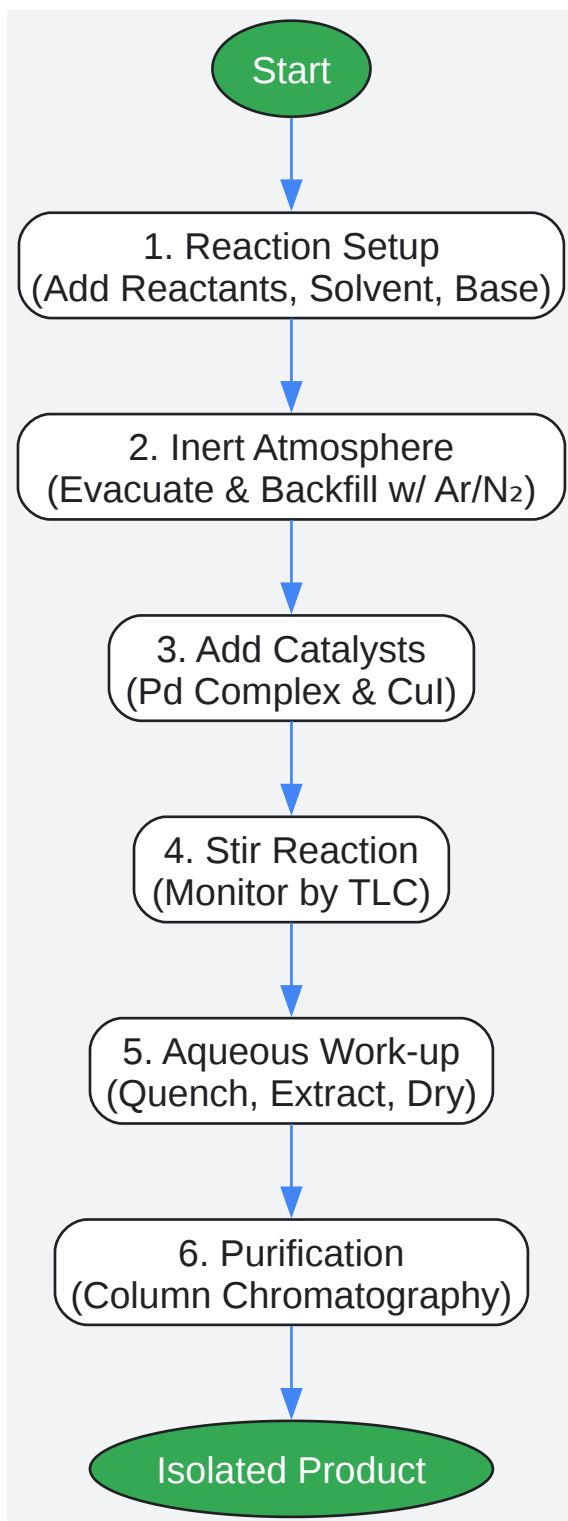 Start
1. Reaction Setup
(Add Reactants, Solvent, Base)
2. Inert Atmosphere
(Evacuate & Backfill w/ Ar/N₂)
3. Add Catalysts
(Pd Complex & CuI)
4. Stir Reaction
(Monitor by TLC)
5. Aqueous Work-up
(Quench, Extract, Dry)
6. Purification
(Column Chromatography)
Isolated Product